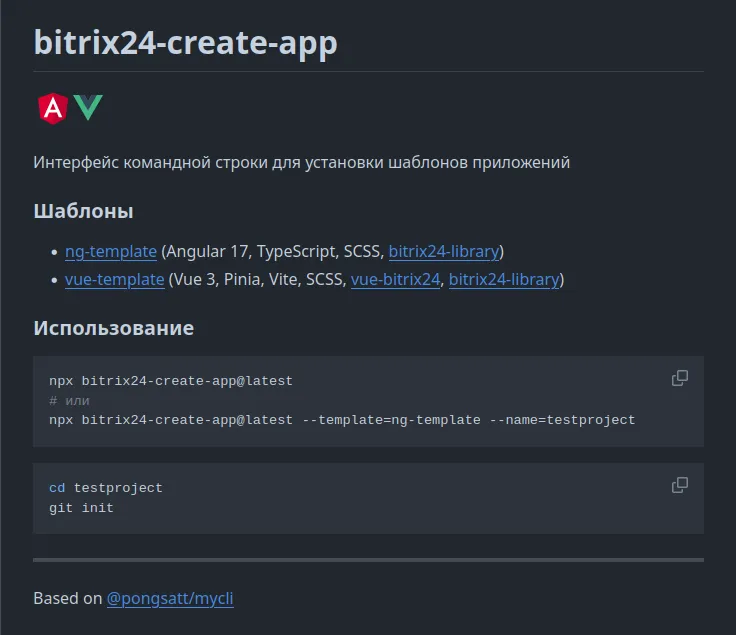 bitrix24-create-app
Интерфейс командной строки для установки шаблонов приложений
Шаблоны
ng-template (Angular 17, TypeScript, SCSS, bitrix24-library)
vue-template (Vue 3, Pinia, Vite, SCSS, vue-bitrix24, bitrix24-library)
Использование
npx bitrix24-create-app@latest
# или
npx bitrix24-create-app@latest --template=ng-template --name=testproject
cd testproject
git init
Based on @pongsatt/mycli